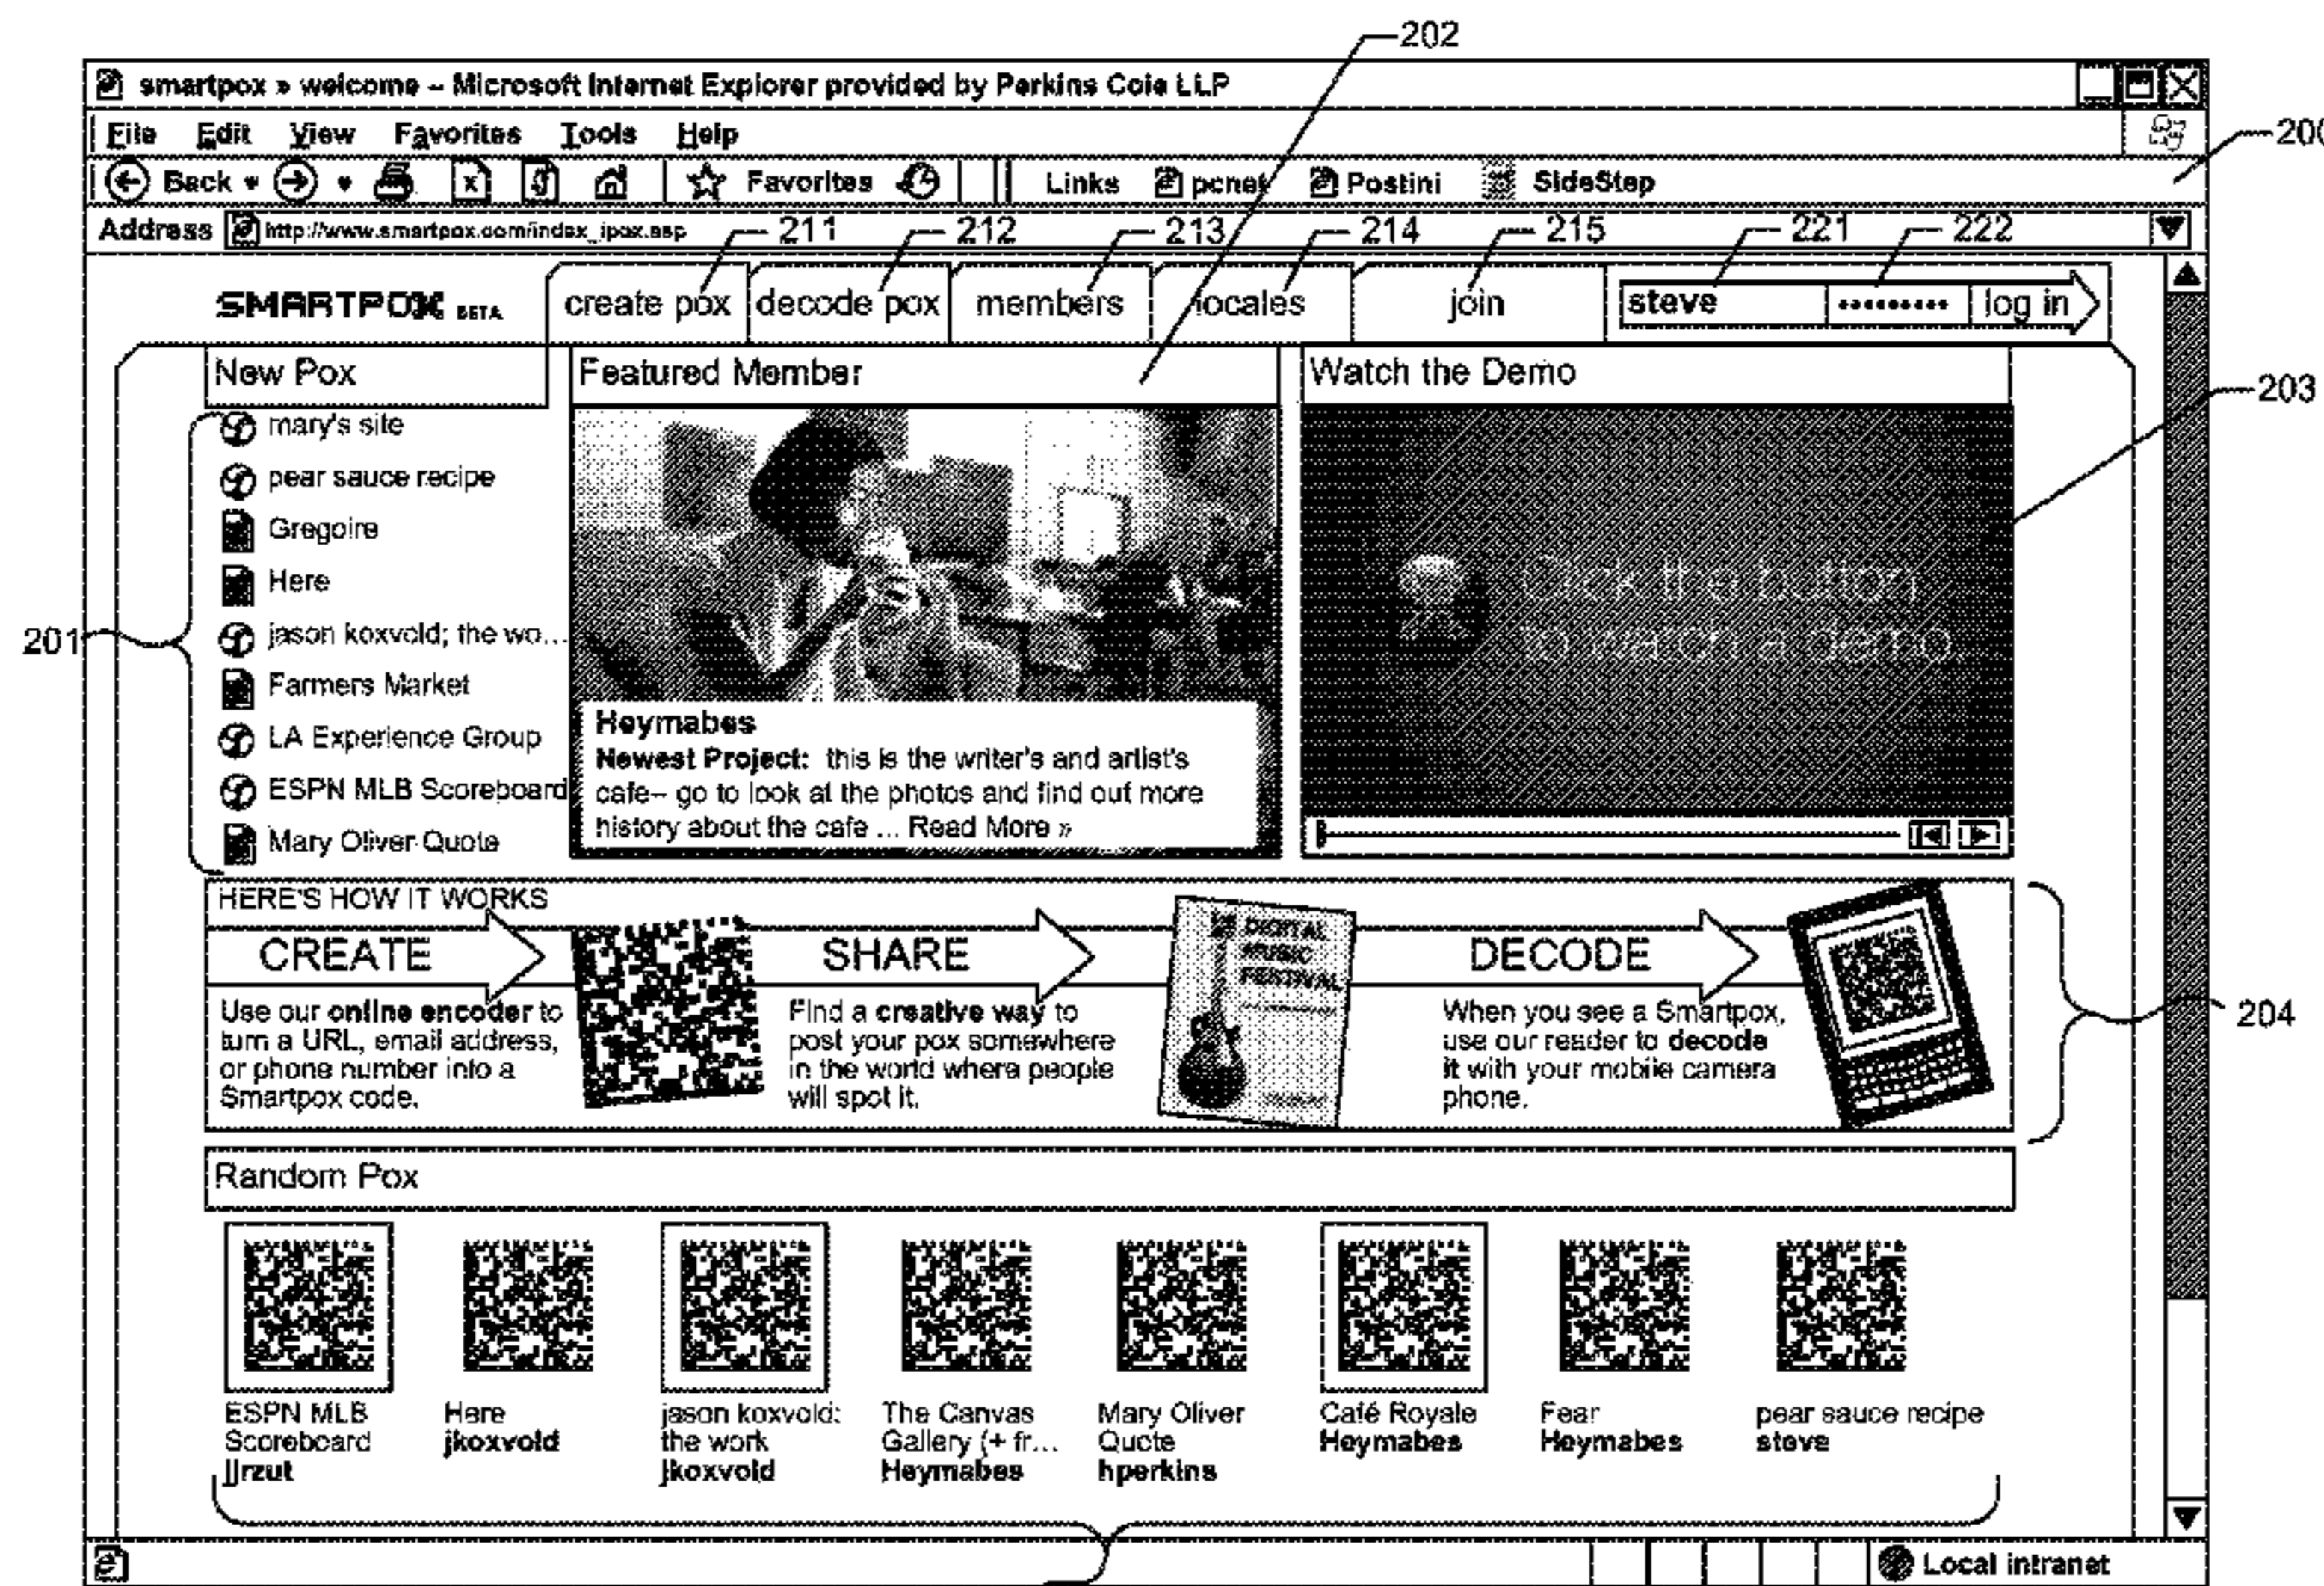 202
smartpox » welcome – Microsoft Internet Explorer provided by Perkins Coie LLP
File Edit View Favorites Tools Help
200
Back Favorites Links pcnet Postini SideStep
Address http://www.smartpox.com/index_ipox.asp 211 212 213 214 215 221 222
SMARTPOX BETA create pox decode pox members locales join steve ••••••••• log in
New Pox
mary's site
pear sauce recipe
Gregoire
Here
jason koxvold; the wo...
Farmers Market
LA Experience Group
ESPN MLB Scoreboard
Mary Oliver Quote
201
Featured Member
Heymabes
Newest Project: this is the writer's and artist's
cafe-- go to look at the photos and find out more
history about the cafe ... Read More »
Watch the Demo
203
Click the button
to watch a demo
HERE'S HOW IT WORKS
CREATE
Use our online encoder to
turn a URL, email address,
or phone number into a
Smartpox code.
SHARE
Find a creative way to
post your pox somewhere
in the world where people
will spot it.
DIGITAL
MUSIC
FESTIVAL
DECODE
When you see a Smartpox,
use our reader to decode
it with your mobile camera
phone.
204
Random Pox
ESPN MLB
Scoreboard
jjrzut
Here
jkoxvold
jason koxvold:
the work
jkoxvold
The Canvas
Gallery (+ fr...
Heymabes
Mary Oliver
Quote
hperkins
Café Royale
Heymabes
Fear
Heymabes
pear sauce recipe
steve
Local intranet